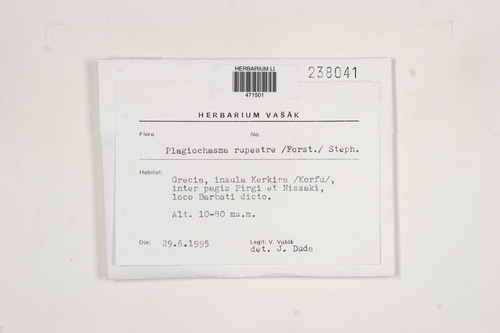 HERBARIUM LI
471501
238041
HERBARIUM VAŠÁK
Flora No.
Plagiochasma rupestre /Forst./ Steph.
Habitat:
Grecia, insula Kerkira /Korfu/,
inter pagis Pirgi et Nissaki,
loco Barbati dicto.
Alt. 10-80 ms.m.
Die: 29.6.1995 Legit: V. Vašák
det. J. Duda